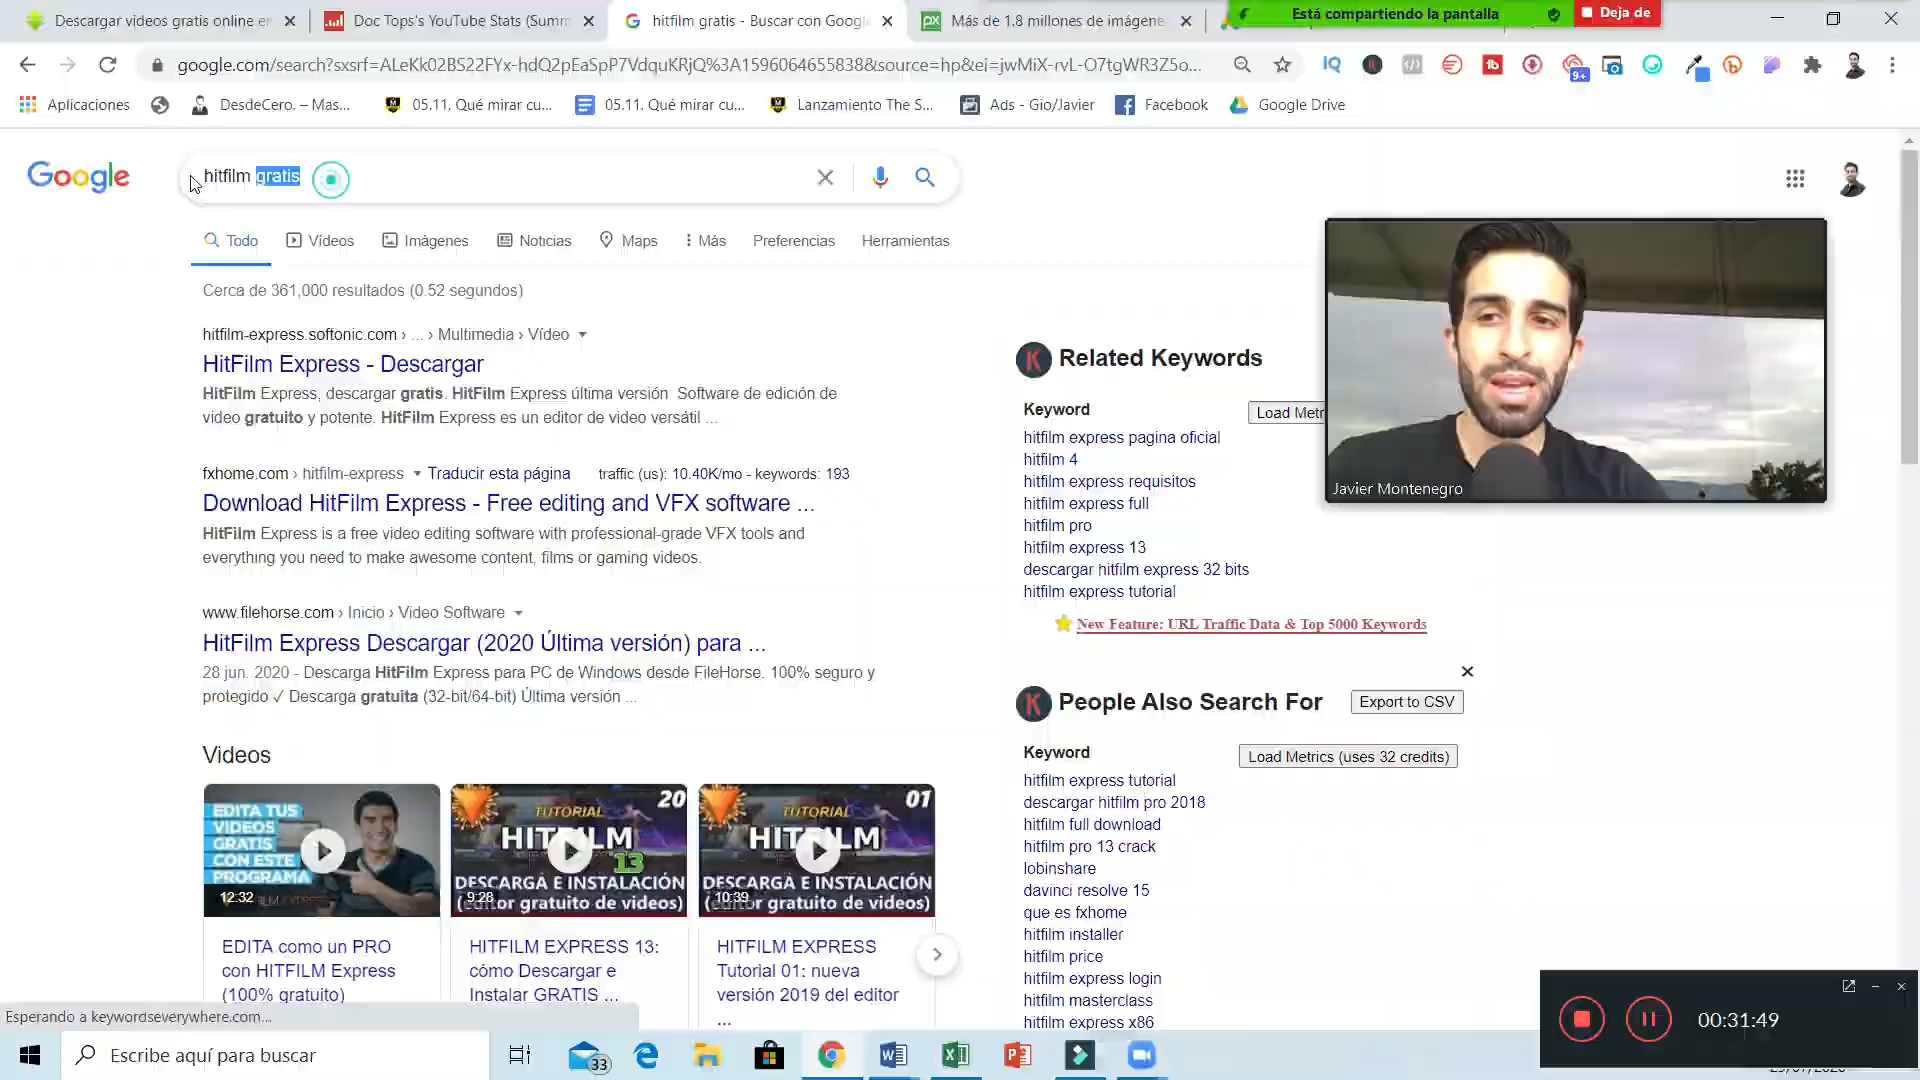 Descargar videos gratis online en
Doc Tops's YouTube Stats (Summ
hitfilm gratis - Buscar con Google
Más de 1.8 millones de imágene
Está compartiendo la pantalla
Deja de
google.com/search?sxsrf=ALeKk02BS22FYx-hdQ2pEaSpP7VdquKRjQ%3A1596064655838&source=hp&ei=jwMiX-rvL-O7tgWR3Z5o...
9+
Aplicaciones
DesdeCero. – Mas...
05.11. Qué mirar cu...
05.11. Qué mirar cu...
Lanzamiento The S...
Ads - Gio/Javier
Facebook
Google Drive
Google
hitfilm gratis
Todo
Vídeos
Imágenes
Noticias
Maps
Más
Preferencias
Herramientas
Cerca de 361,000 resultados (0.52 segundos)
hitfilm-express.softonic.com › ... › Multimedia › Vídeo
HitFilm Express - Descargar
HitFilm Express, descargar gratis. HitFilm Express última versión Software de edición de
video gratuito y potente. HitFilm Express es un editor de video versátil ...
fxhome.com › hitfilm-express
Traducir esta página
traffic (us): 10.40K/mo - keywords: 193
Download HitFilm Express - Free editing and VFX software ...
HitFilm Express is a free video editing software with professional-grade VFX tools and
everything you need to make awesome content, films or gaming videos.
www.filehorse.com › Inicio › Video Software
HitFilm Express Descargar (2020 Última versión) para ...
28 jun. 2020 - Descarga HitFilm Express para PC de Windows desde FileHorse. 100% seguro y
protegido ✓ Descarga gratuita (32-bit/64-bit) Última versión ...
Videos
EDITA TUS
VIDEOS
GRATIS
CON ESTE
PROGRAMA
12:32
TUTORIAL
20
HITFILM
13
DESCARGA E INSTALACIÓN
9:28
(editor gratuito de videos)
TUTORIAL
01
HITFILM
DESCARGA E INSTALACIÓN
10:39
(editor gratuito de videos)
EDITA como un PRO
con HITFILM Express
(100% gratuito)
HITFILM EXPRESS 13:
cómo Descargar e
Instalar GRATIS ...
HITFILM EXPRESS
Tutorial 01: nueva
versión 2019 del editor
...
Related Keywords
Keyword
Load Metr
hitfilm express pagina oficial
hitfilm 4
hitfilm express requisitos
hitfilm express full
hitfilm pro
hitfilm express 13
descargar hitfilm express 32 bits
hitfilm express tutorial
New Feature: URL Traffic Data & Top 5000 Keywords
People Also Search For
Export to CSV
Keyword
Load Metrics (uses 32 credits)
hitfilm express tutorial
descargar hitfilm pro 2018
hitfilm full download
hitfilm pro 13 crack
lobinshare
davinci resolve 15
que es fxhome
hitfilm installer
hitfilm price
hitfilm express login
hitfilm masterclass
hitfilm express x86
Javier Montenegro
00:31:49
Esperando a keywordseverywhere.com...
Escribe aquí para buscar
33